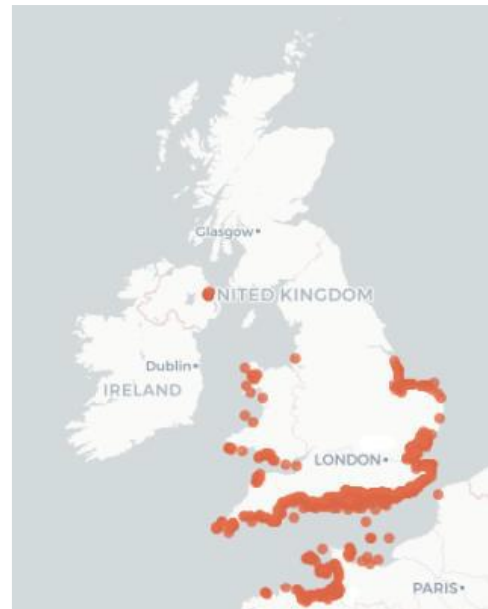 Glasgow
UNITED KINGDOM
Dublin
IRELAND
LONDON
PARIS